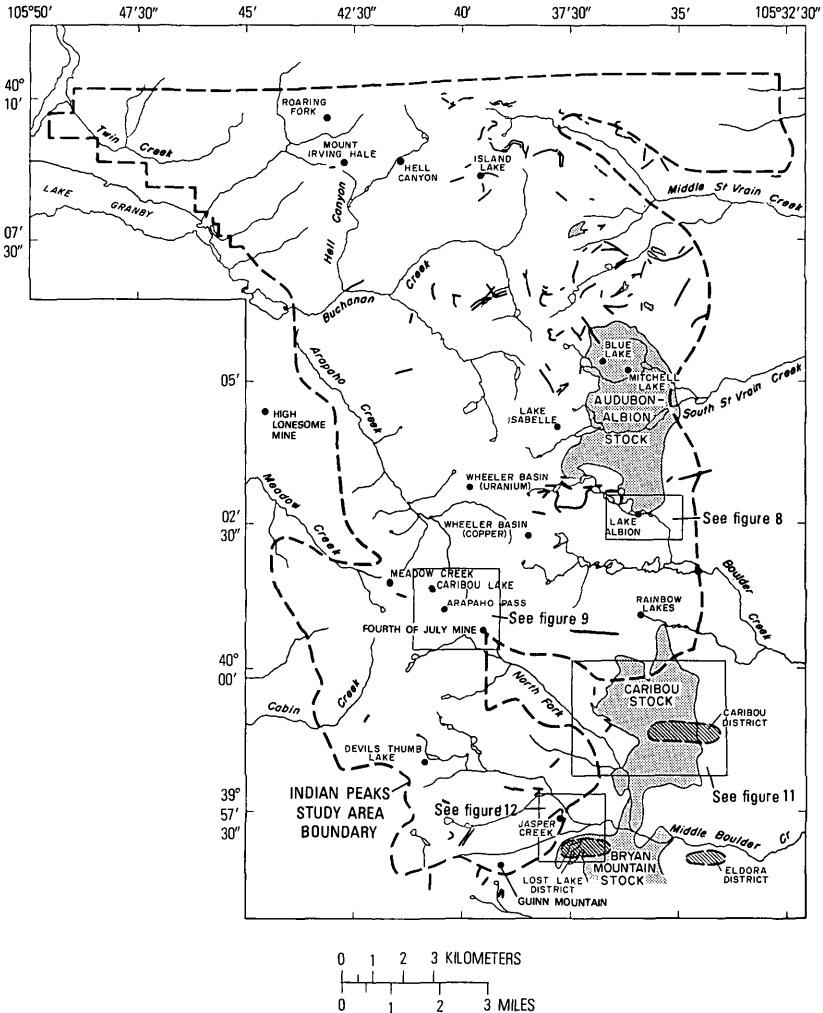 105°50' 47'30" 42'30" 40' 37'30" 35' 105°32'30"
40°
10'
ROARING
FORK
Twin Creek
MOUNT
IRVING HALE
HELL
CANYON
ISLAND
LAKE
LAKE GRANBY
Hell Canyon
Middle St Vrain Creek
07'
30"
Buchanan Creek
Arapaho Creek
BLUE
LAKE
MITCHELL
LAKE
05'
AUDUBON-
ALBION
STOCK
South St Vrain Creek
HIGH
LONESOME
MINE
LAKE
ISABELLE
Meadow Creek
WHEELER BASIN
(URANIUM)
02'
30"
WHEELER BASIN
(COPPER)
LAKE
ALBION
See figure 8
MEADOW CREEK
CARIBOU LAKE
ARAPAHO PASS
Boulder Creek
RAINBOW
LAKES
FOURTH OF JULY MINE
See figure 9
40°
00'
North Fork
CARIBOU
STOCK
CARIBOU
DISTRICT
Cabin Creek
DEVILS THUMB
LAKE
INDIAN PEAKS
STUDY AREA
BOUNDARY
See figure 11
39°
57'
30"
See figure 12
JASPER
CREEK
Middle Boulder Cr
LOST LAKE
DISTRICT
BRYAN
MOUNTAIN
STOCK
ELDORA
DISTRICT
GUINN MOUNTAIN
0 1 2 3 KILOMETERS
0 1 2 3 MILES